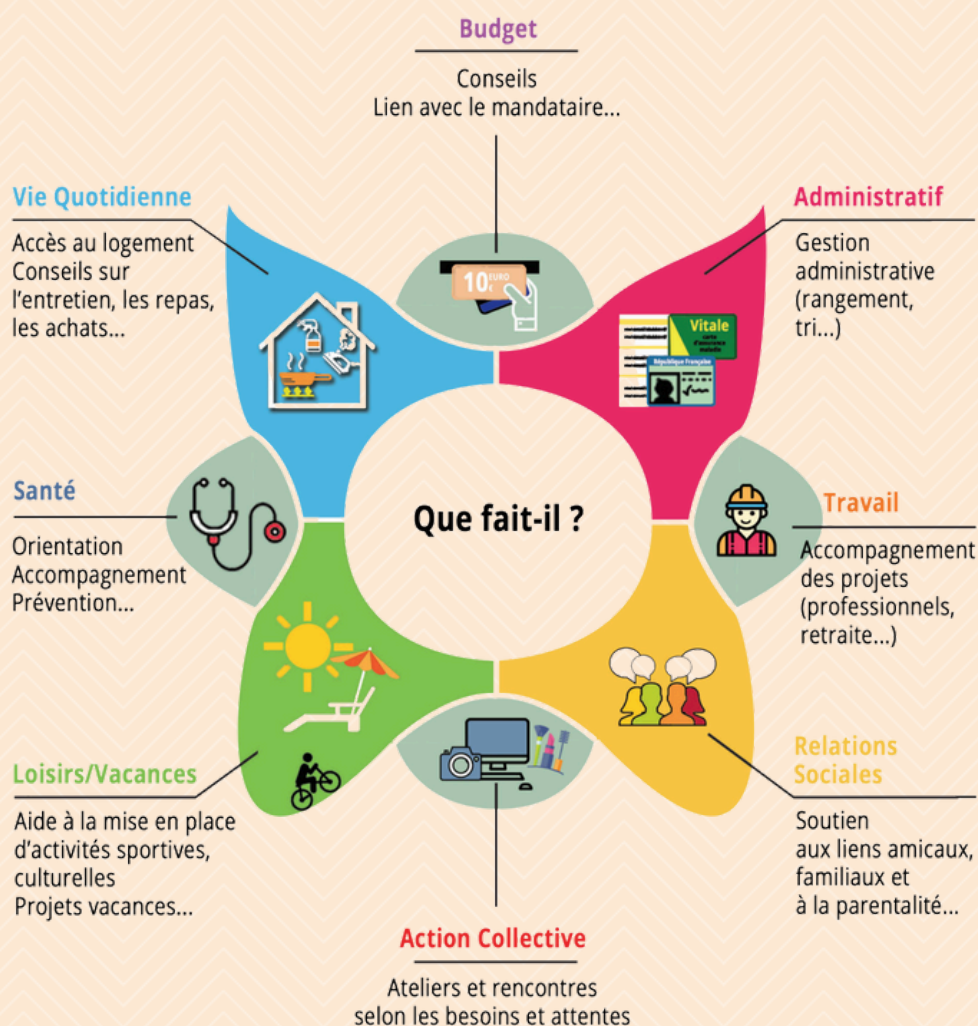 Budget
Conseils
Lien avec le mandataire...
Vie Quotidienne
Accès au logement
Conseils sur
l'entretien, les repas,
les achats...
Administratif
Gestion
administrative
(rangement,
tri...)
10 EURO
€
Vitale
carte
d'assurance
maladie
République Française
Santé
Orientation
Accompagnement
Prévention...
Que fait-il ?
Travail
Accompagnement
des projets
(professionnels,
retraite...)
Loisirs/Vacances
Aide à la mise en place
d'activités sportives,
culturelles
Projets vacances...
Relations
Sociales
Soutien
aux liens amicaux,
familiaux et
à la parentalité...
Action Collective
Ateliers et rencontres
selon les besoins et attentes